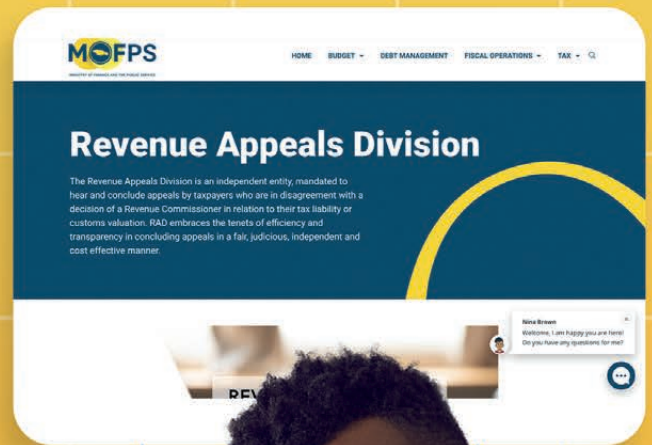 MOFPS
MINISTRY OF FINANCE AND THE PUBLIC SERVICE
HOME BUDGET DEBT MANAGEMENT FISCAL OPERATIONS TAX
Revenue Appeals Division
The Revenue Appeals Division is an independent entity, mandated to
hear and conclude appeals by taxpayers who are in disagreement with a
decision of a Revenue Commissioner in relation to their tax liability or
customs valuation. RAD embraces the tenets of efficiency and
transparency in concluding appeals in a fair, judicious, independent and
cost effective manner.
Nina Brown
Welcome, I am happy you are here!
Do you have any questions for me?